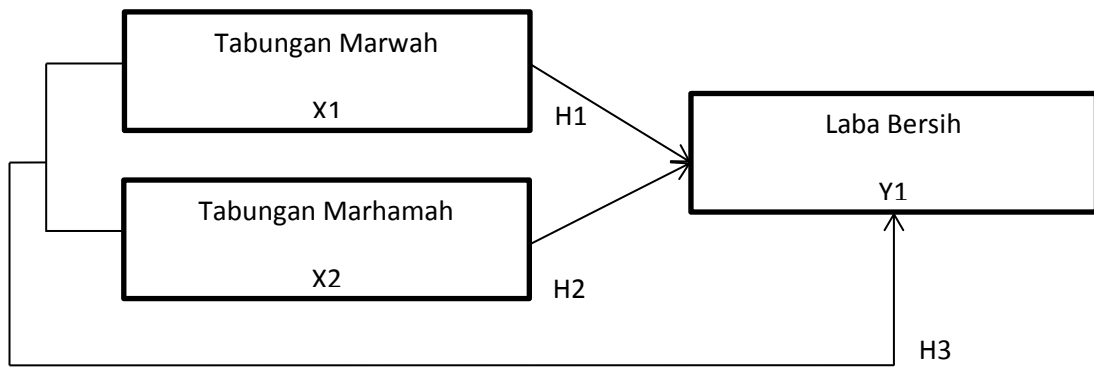 Tabungan Marwah
X1
H1
Laba Bersih
Y1
Tabungan Marhamah
X2
H2
H3